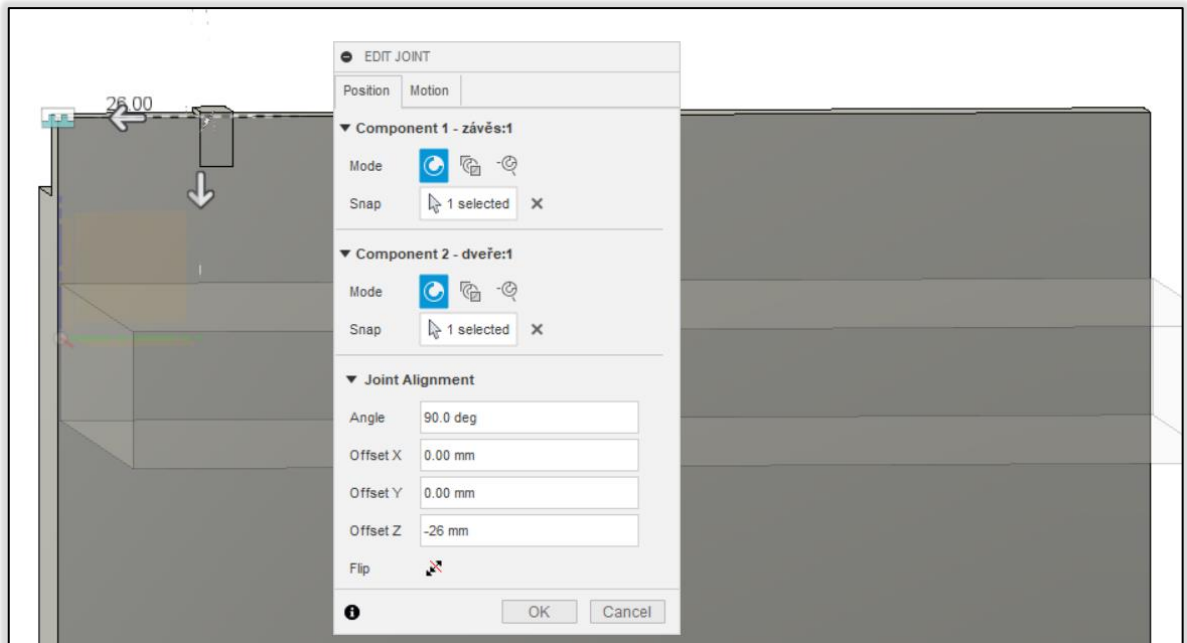 EDIT JOINT
Position Motion
Component 1 - závěs:1
Mode
Snap 1 selected
Component 2 - dveře:1
Mode
Snap 1 selected
Joint Alignment
Angle 90.0 deg
Offset X 0.00 mm
Offset Y 0.00 mm
Offset Z -26 mm
Flip
OK Cancel
26.00